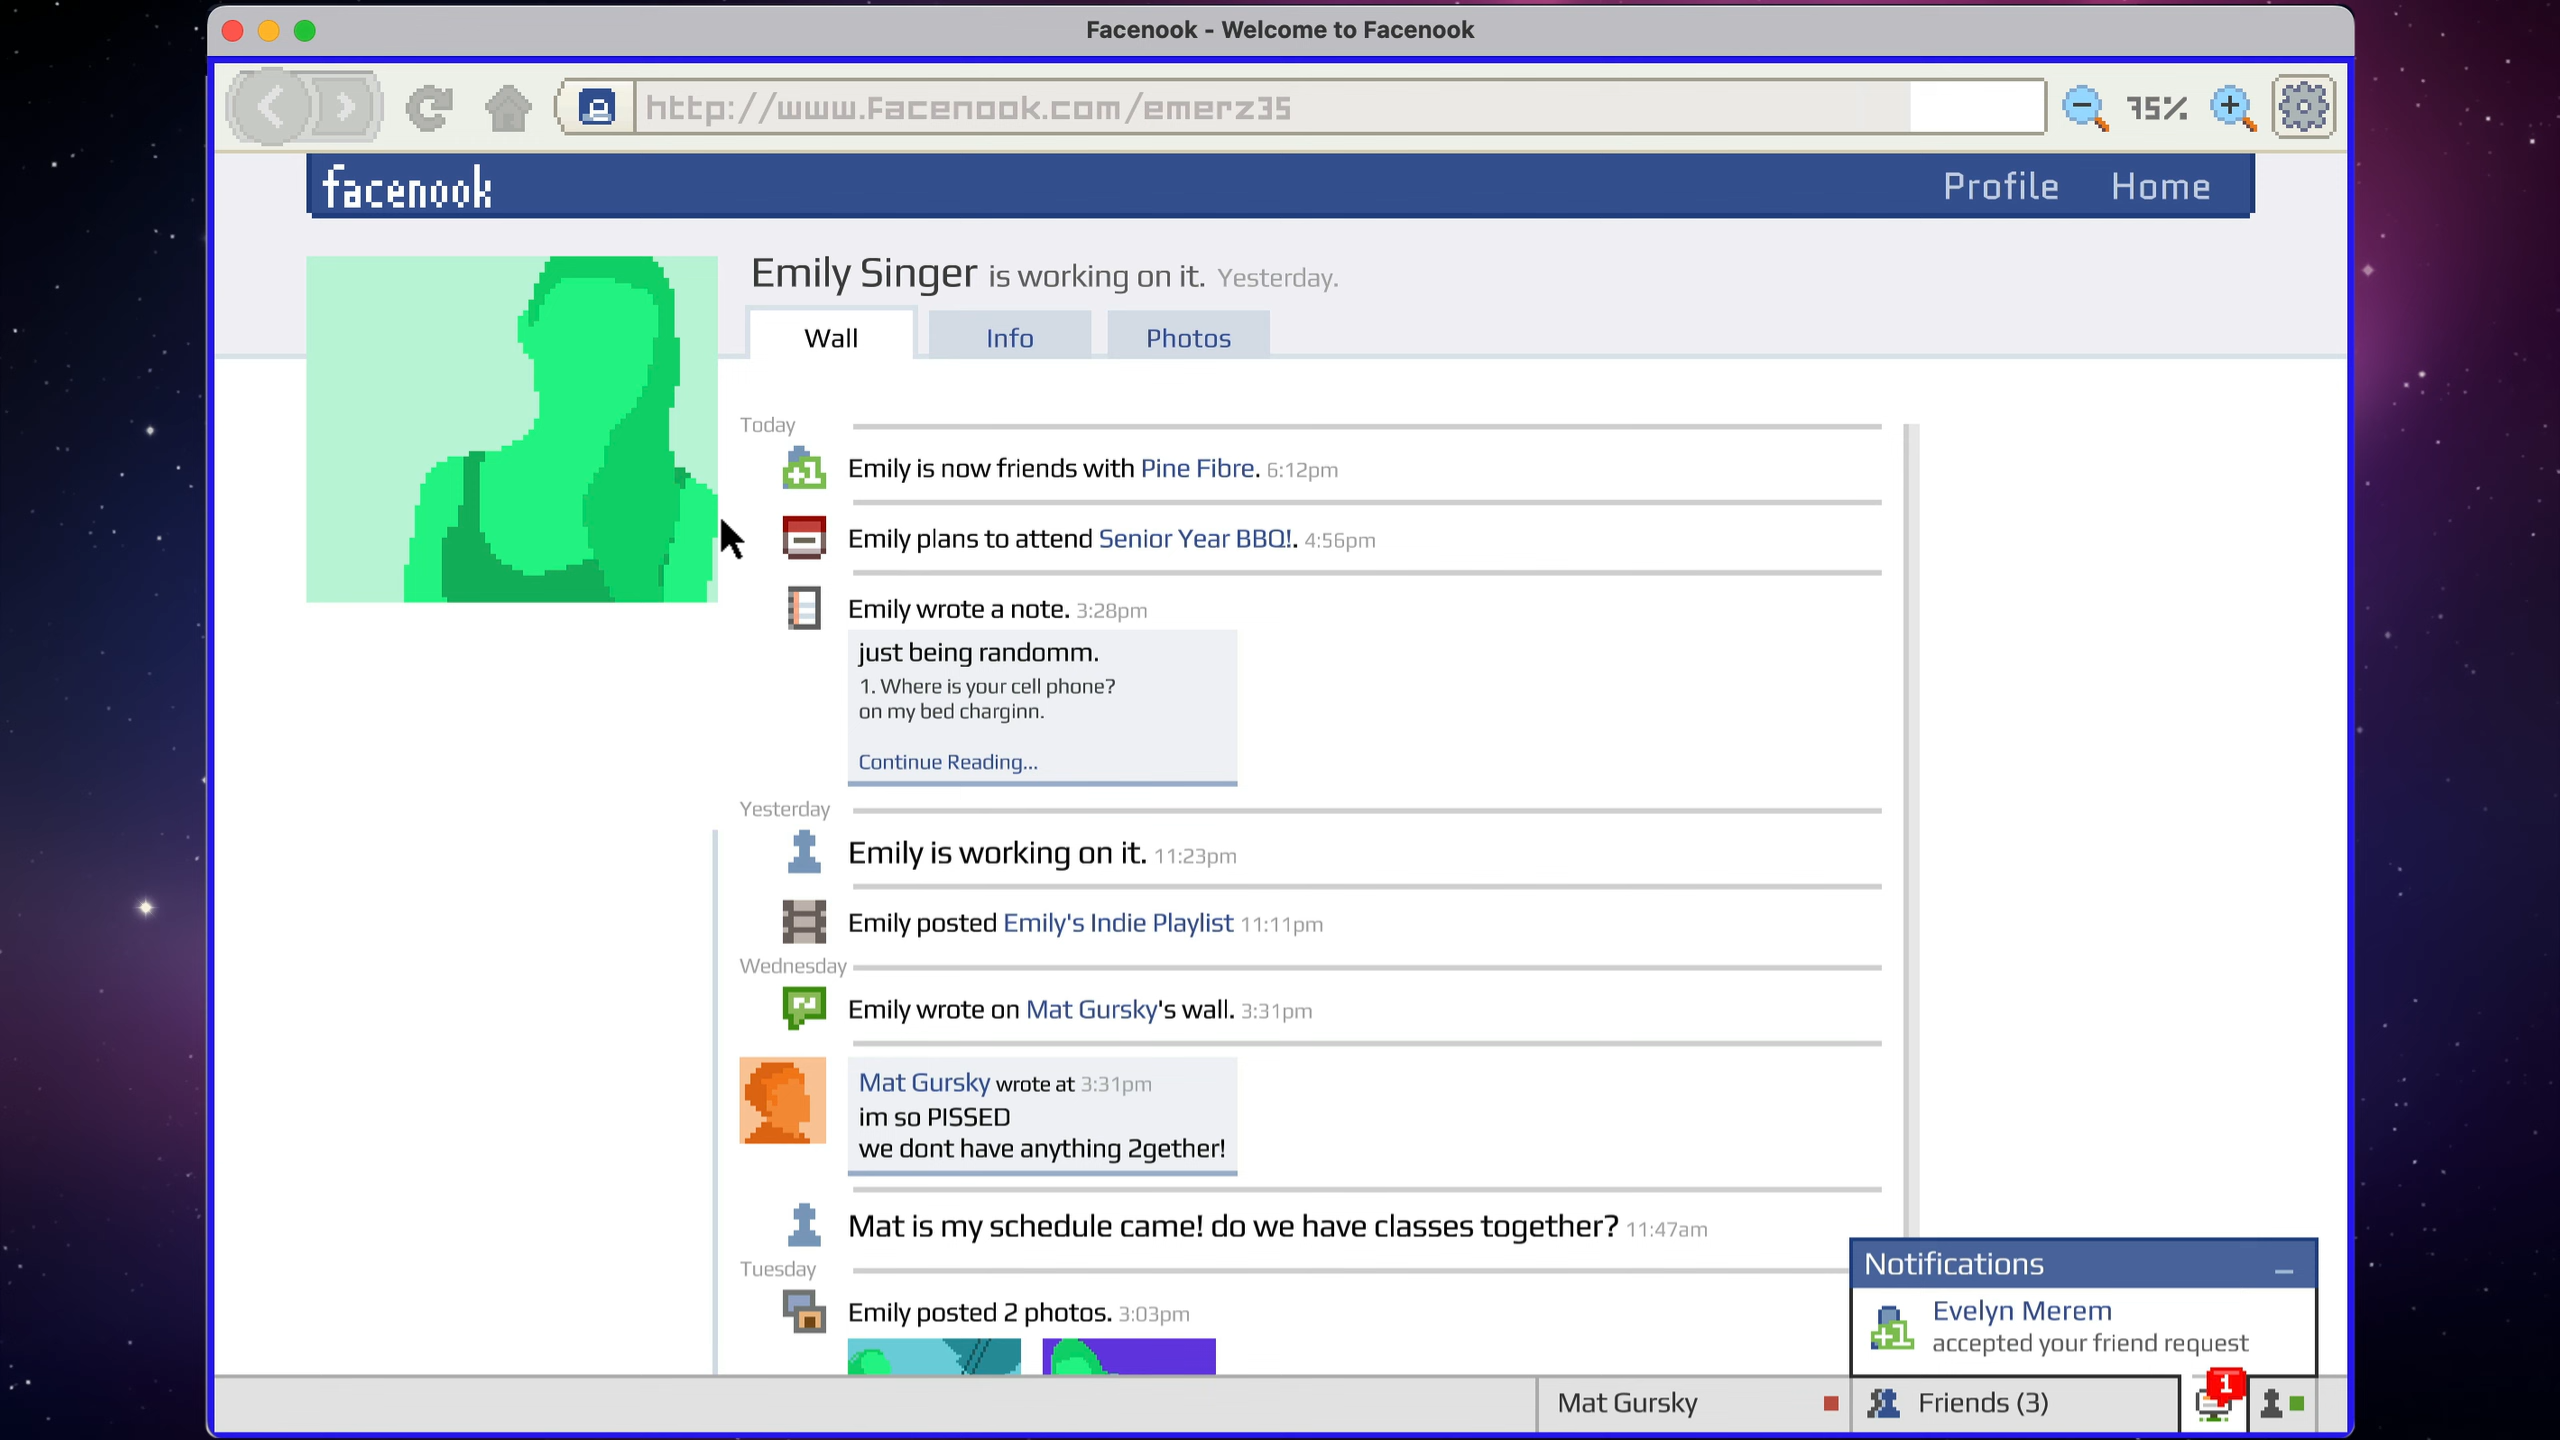 Facenook - Welcome to Facenook
http://www.Facenook.com/emerz35
75%
facenook
Profile
Home
Emily Singer is working on it. Yesterday.
Wall
Info
Photos
Today
+1
Emily is now friends with Pine Fibre. 6:12pm
Emily plans to attend Senior Year BBQ!. 4:56pm
Emily wrote a note. 3:28pm
just being randomm.
1. Where is your cell phone?
on my bed charginn.
Continue Reading...
Yesterday
Emily is working on it. 11:23pm
Emily posted Emily's Indie Playlist 11:11pm
Wednesday
Emily wrote on Mat Gursky's wall. 3:31pm
Mat Gursky wrote at 3:31pm
im so PISSED
we dont have anything 2gether!
Mat is my schedule came! do we have classes together? 11:47am
Tuesday
Emily posted 2 photos. 3:03pm
Notifications
+1
Evelyn Merem
accepted your friend request
Mat Gursky
Friends (3)
1